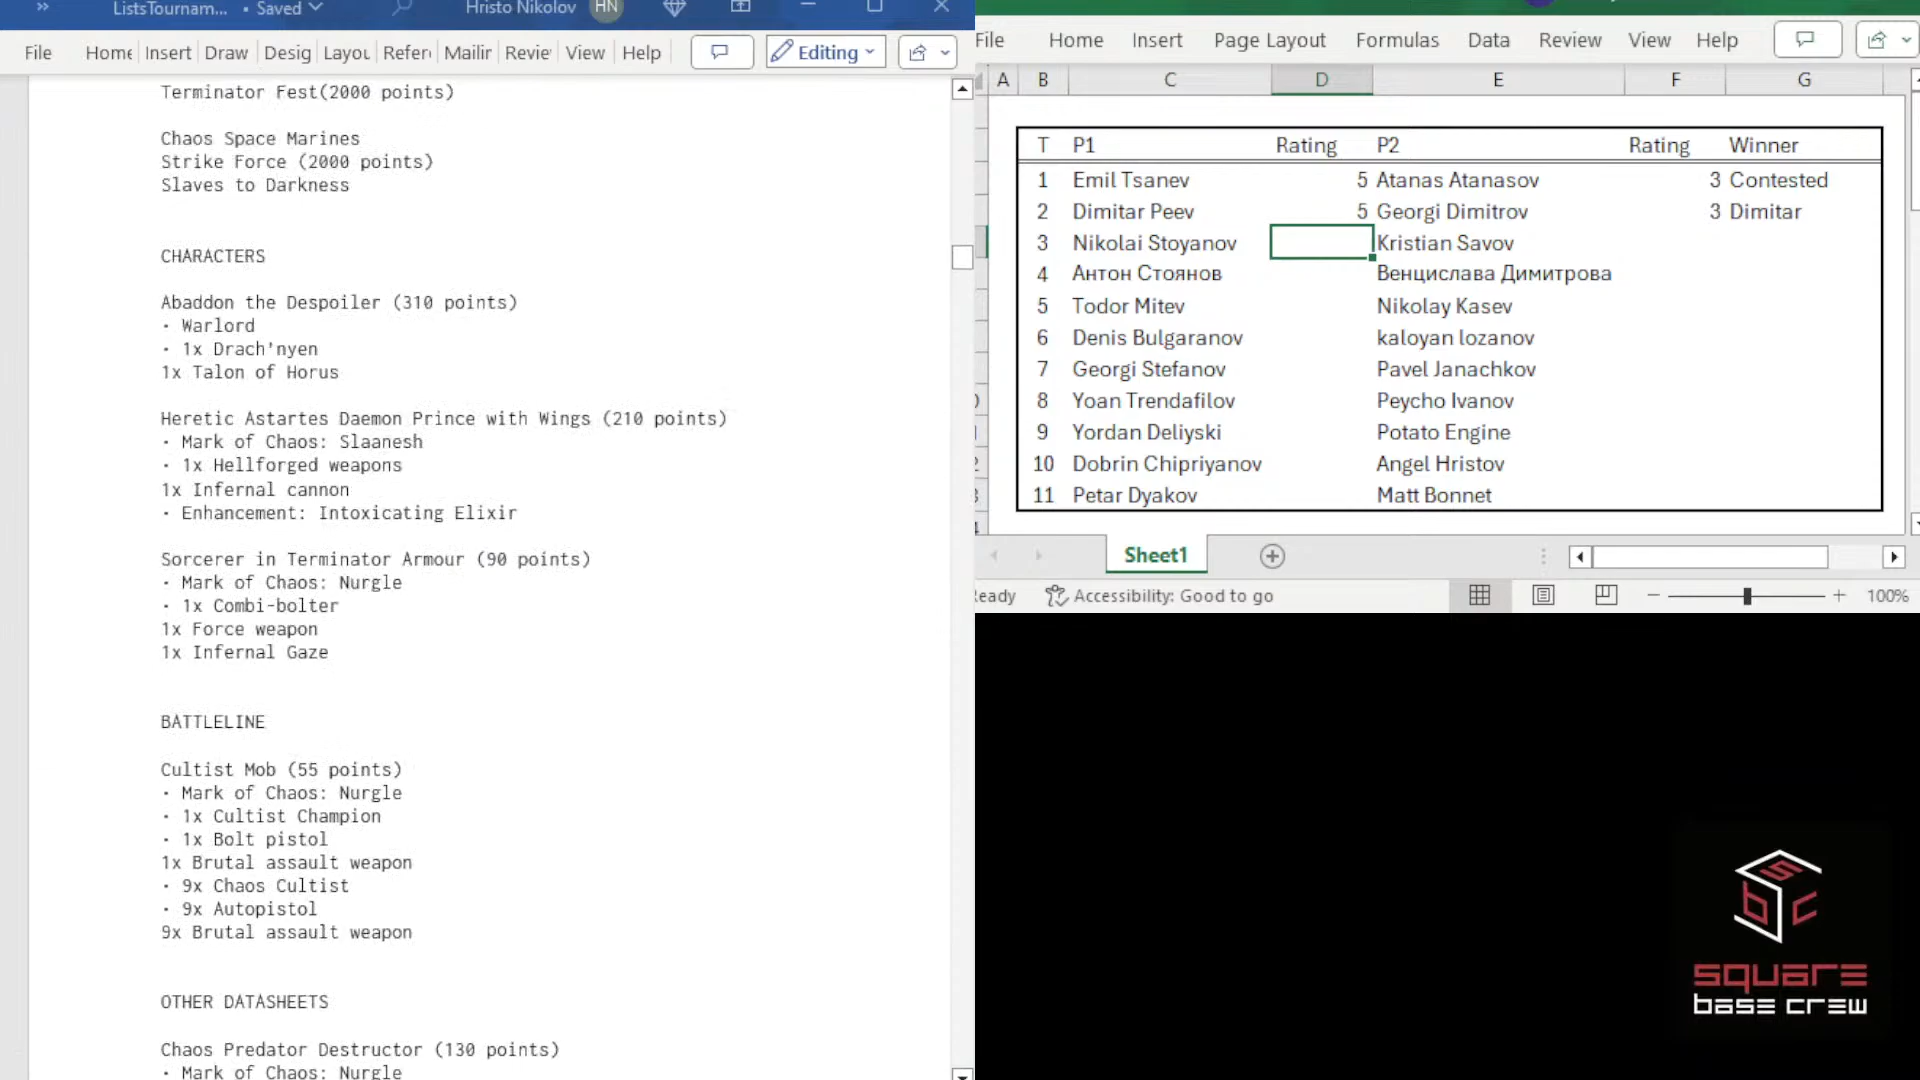 ListsTournam... • Saved
Hristo Nikolov HN
File Home Insert Draw Desig Layou Refer Mailir Revie View Help
Editing
Terminator Fest(2000 points)
Chaos Space Marines
Strike Force (2000 points)
Slaves to Darkness
CHARACTERS
Abaddon the Despoiler (310 points)
• Warlord
• 1x Drach'nyen
1x Talon of Horus
Heretic Astartes Daemon Prince with Wings (210 points)
• Mark of Chaos: Slaanesh
• 1x Hellforged weapons
1x Infernal cannon
• Enhancement: Intoxicating Elixir
Sorcerer in Terminator Armour (90 points)
• Mark of Chaos: Nurgle
• 1x Combi-bolter
1x Force weapon
1x Infernal Gaze
BATTLELINE
Cultist Mob (55 points)
• Mark of Chaos: Nurgle
• 1x Cultist Champion
• 1x Bolt pistol
1x Brutal assault weapon
• 9x Chaos Cultist
• 9x Autopistol
9x Brutal assault weapon
OTHER DATASHEETS
Chaos Predator Destructor (130 points)
• Mark of Chaos: Nurgle
File Home Insert Page Layout Formulas Data Review View Help
A B C D E F G
T P1 Rating P2 Rating Winner
1 Emil Tsanev 5 Atanas Atanasov 3 Contested
2 Dimitar Peev 5 Georgi Dimitrov 3 Dimitar
3 Nikolai Stoyanov Kristian Savov
4 Антон Стоянов Венцислава Димитрова
5 Todor Mitev Nikolay Kasev
6 Denis Bulgaranov kaloyan lozanov
7 Georgi Stefanov Pavel Janachkov
8 Yoan Trendafilov Peycho Ivanov
9 Yordan Deliyski Potato Engine
10 Dobrin Chipriyanov Angel Hristov
11 Petar Dyakov Matt Bonnet
Sheet1
eady Accessibility: Good to go 100%
sbc
square
base crew